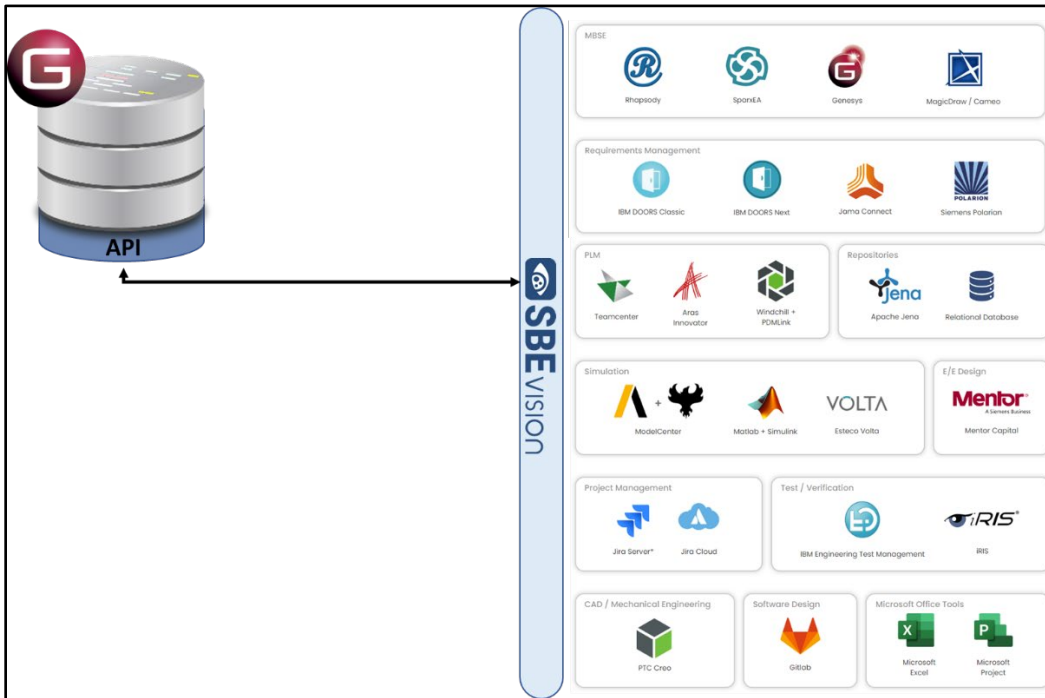 G
API
SBE VISION
MBSE
Rhapsody
SparxEA
G
Genesys
MagicDraw / Cameo
Requirements Management
IBM DOORS Classic
IBM DOORS Next
Jama Connect
POLARION
Siemens Polarian
PLM
Teamcenter
Aras
Innovator
Windchill +
PDMLink
Repositories
Jena
Apache Jena
Relational Database
Simulation
+
ModelCenter
Matlab + Simulink
VOLTA
Esteco Volta
E/E Design
Mentor®
A Siemens Business
Mentor Capital
Project Management
Jira Server*
Jira Cloud
Test / Verification
IBM Engineering Test Management
iRIS®
iRIS
CAD / Mechanical Engineering
PTC Creo
Software Design
Gitlab
Microsoft Office Tools
X
Microsoft
Excel
P
Microsoft
Project